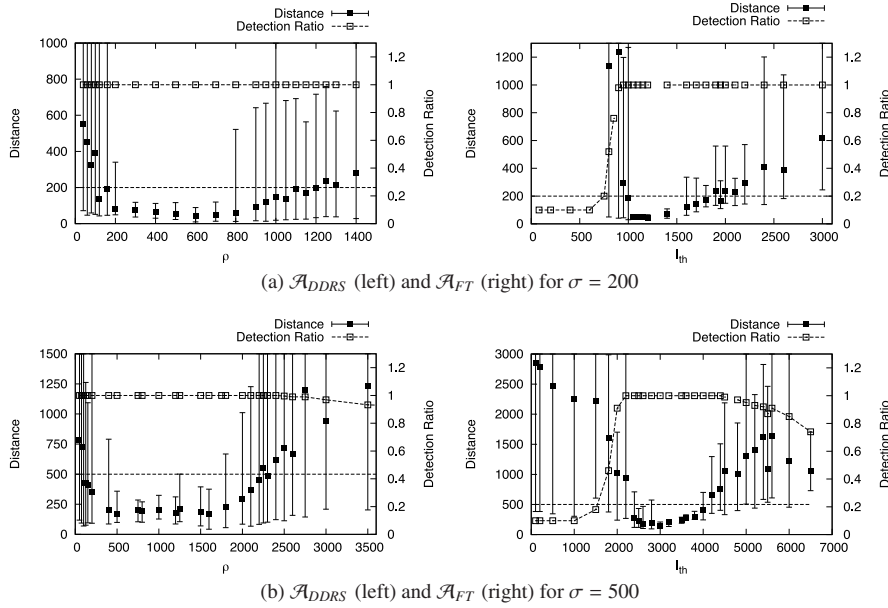 Distance
Detection Ratio
1000
800
600
400
200
0
0 200 400 600 800 1000 1200 1400
1.2
1
0.8
0.6
0.4
0.2
0
Distance
Detection Ratio
ρ
Distance
Detection Ratio
1200
1000
800
600
400
200
0
0 500 1000 1500 2000 2500 3000
1.2
1
0.8
0.6
0.4
0.2
0
Distance
Detection Ratio
I_th
(a) 𝒜_DDRS (left) and 𝒜_FT (right) for σ = 200
Distance
Detection Ratio
1500
1250
1000
750
500
250
0
0 500 1000 1500 2000 2500 3000 3500
1.2
1
0.8
0.6
0.4
0.2
0
Distance
Detection Ratio
ρ
Distance
Detection Ratio
3000
2500
2000
1500
1000
500
0
0 1000 2000 3000 4000 5000 6000 7000
1.2
1
0.8
0.6
0.4
0.2
0
Distance
Detection Ratio
I_th
(b) 𝒜_DDRS (left) and 𝒜_FT (right) for σ = 500